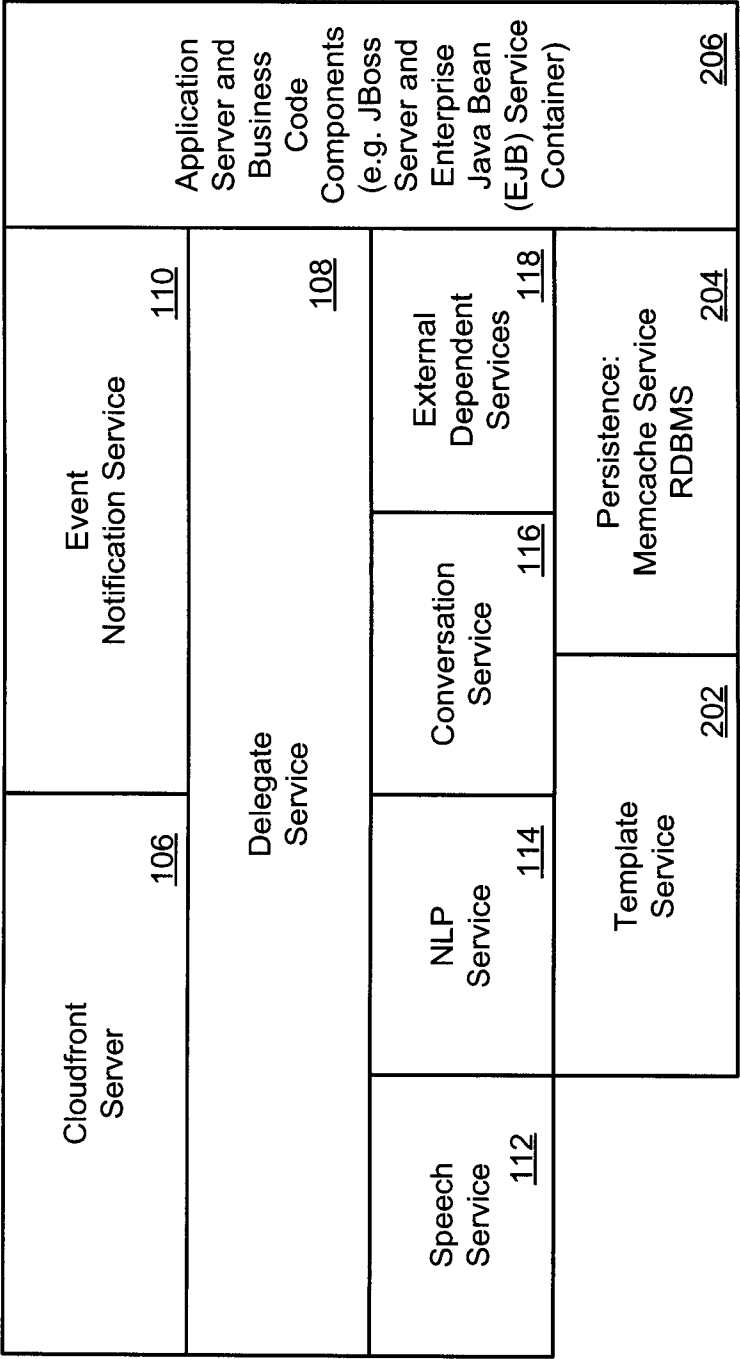 Cloudfront
Server
106
Event
Notification Service
110
Delegate
Service
108
Speech
Service
112
NLP
Service
114
Conversation
Service
116
External
Dependent
Services
118
Template
Service
202
Persistence:
Memcache Service
RDBMS
204
Application
Server and
Business
Code
Components
(e.g. JBoss
Server and
Enterprise
Java Bean
(EJB) Service
Container)
206